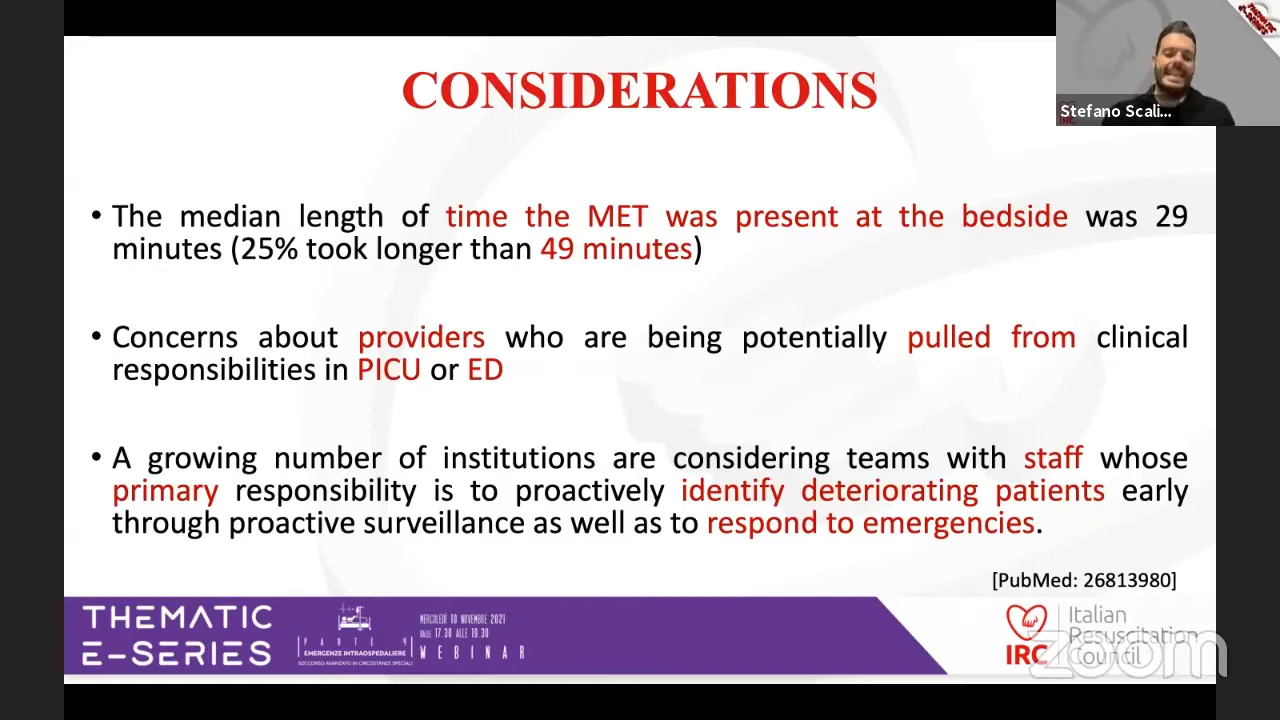 CONSIDERATIONS
Stefano Scali...
• The median length of time the MET was present at the bedside was 29
minutes (25% took longer than 49 minutes)
• Concerns about providers who are being potentially pulled from clinical
responsibilities in PICU or ED
• A growing number of institutions are considering teams with staff whose
primary responsibility is to proactively identify deteriorating patients early
through proactive surveillance as well as to respond to emergencies.
[PubMed: 26813980]
THEMATIC
E-SERIES
PARTE 4
EMERGENZE INTRAOSPEDALIERE
SOCCORSO AVANZATO IN CIRCOSTANZE SPECIALI
MERCOLEDÌ 10 NOVEMBRE 2021
DALLE 17.30 ALLE 19.30
WEBINAR
IRC
Italian
Resuscitation
Council
zoom